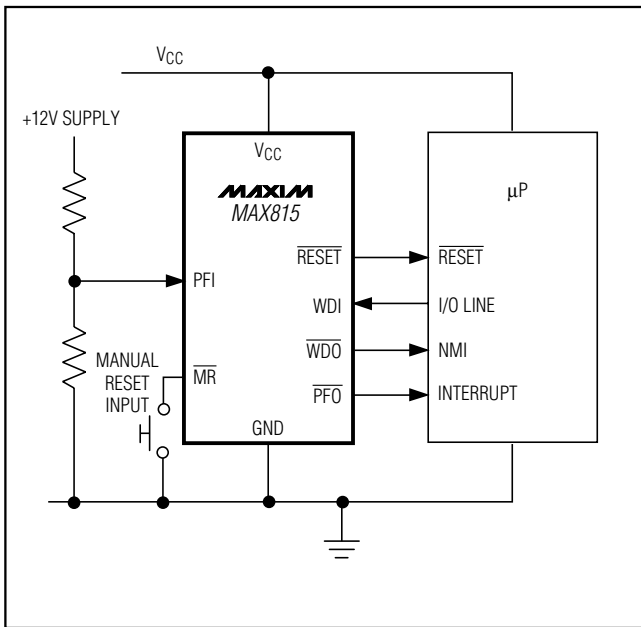 VCC
+12V SUPPLY
VCC
MAXIM
MAX815
µP
RESET
RESET
PFI
WDI
I/O LINE
MANUAL
RESET
INPUT
MR
WDO
NMI
PFO
INTERRUPT
GND